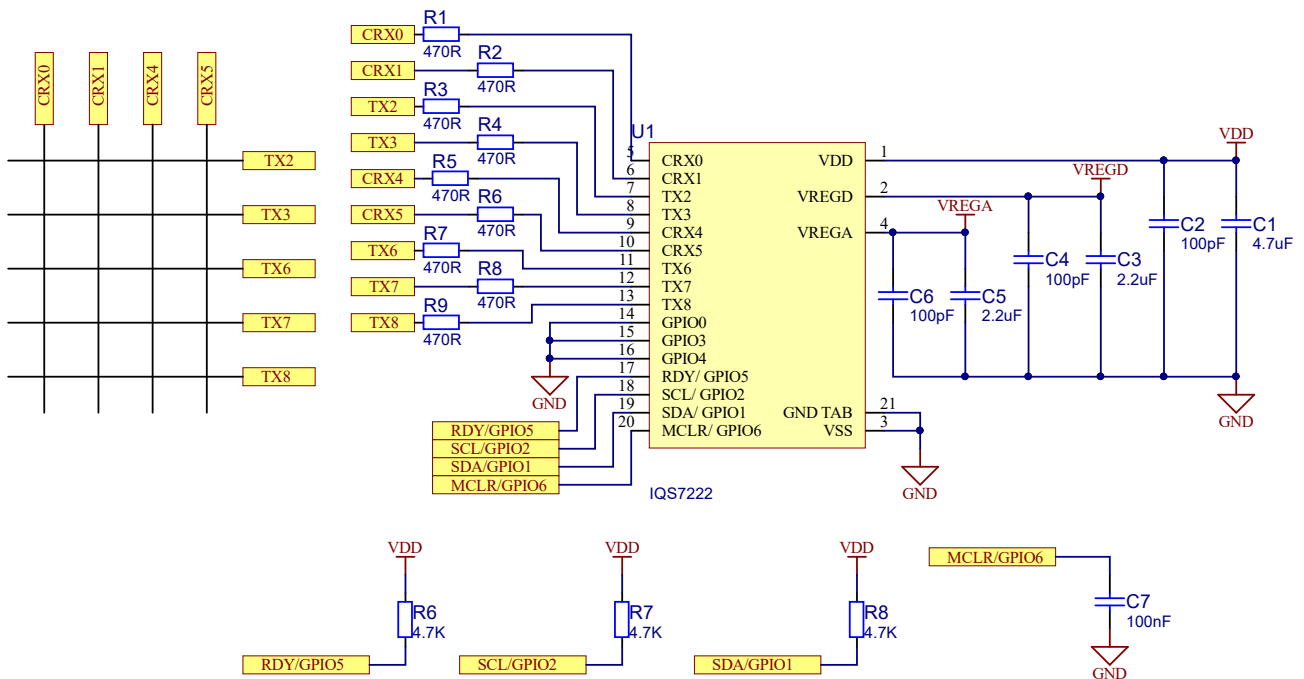 CRX0
CRX1
CRX4
CRX5
TX2
TX3
TX6
TX7
TX8
CRX0
R1
470R
CRX1
R2
470R
TX2
R3
470R
TX3
R4
470R
CRX4
R5
470R
CRX5
R6
470R
TX6
R7
470R
TX7
R8
470R
TX8
R9
470R
GND
RDY/GPIO5
SCL/GPIO2
SDA/GPIO1
MCLR/GPIO6
U1
5 CRX0
6 CRX1
7 TX2
8 TX3
9 CRX4
10 CRX5
11 TX6
12 TX7
13 TX8
14 GPIO0
15 GPIO3
16 GPIO4
17 RDY/ GPIO5
18 SCL/ GPIO2
19 SDA/ GPIO1
20 MCLR/ GPIO6
VDD 1
VREGD 2
VREGA 4
GND TAB 21
VSS 3
IQS7222
GND
VREGA
VREGD
VDD
C6
100pF
C5
2.2uF
C4
100pF
C3
2.2uF
C2
100pF
C1
4.7uF
GND
VDD
R6
4.7K
RDY/GPIO5
VDD
R7
4.7K
SCL/GPIO2
VDD
R8
4.7K
SDA/GPIO1
MCLR/GPIO6
C7
100nF
GND